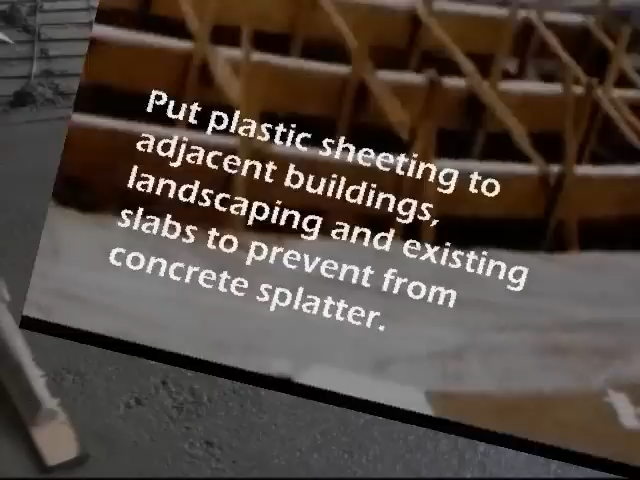 Put plastic sheeting to
adjacent buildings,
landscaping and existing
slabs to prevent from
concrete splatter.